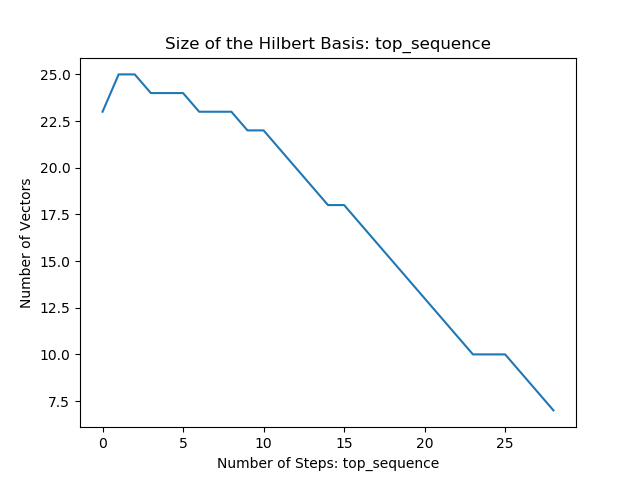 Size of the Hilbert Basis: top_sequence
25.0
22.5
20.0
17.5
15.0
12.5
10.0
7.5
Number of Vectors
0 5 10 15 20 25
Number of Steps: top_sequence